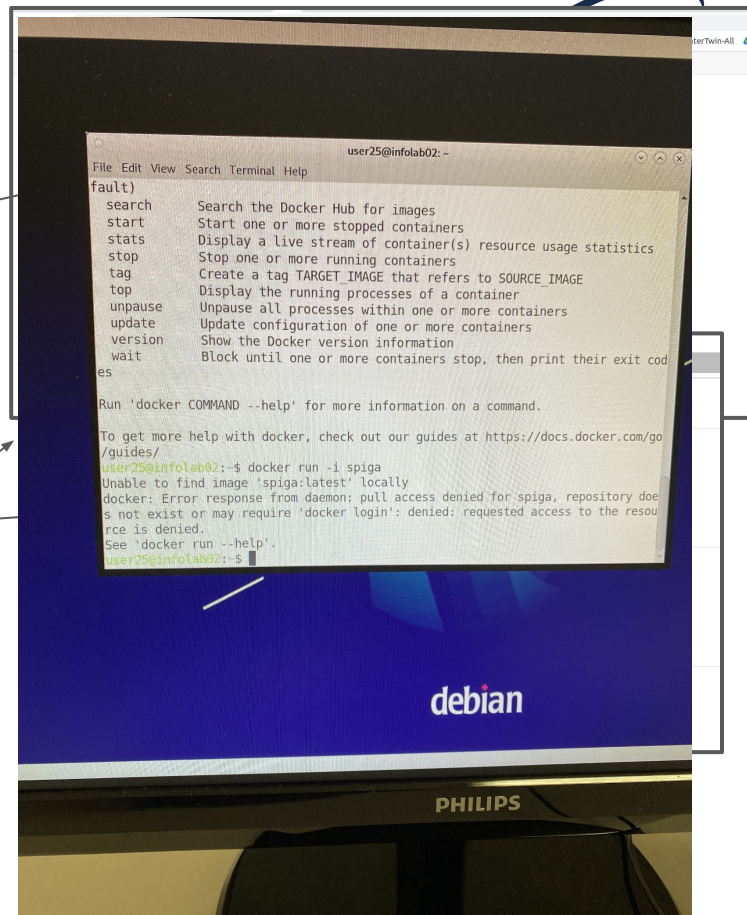 terTwin-All
user25@infolab02: ~
File Edit View Search Terminal Help
fault)
search Search the Docker Hub for images
start Start one or more stopped containers
stats Display a live stream of container(s) resource usage statistics
stop Stop one or more running containers
tag Create a tag TARGET_IMAGE that refers to SOURCE_IMAGE
top Display the running processes of a container
unpause Unpause all processes within one or more containers
update Update configuration of one or more containers
version Show the Docker version information
wait Block until one or more containers stop, then print their exit cod
es
Run 'docker COMMAND --help' for more information on a command.
To get more help with docker, check out our guides at https://docs.docker.com/go
/guides/
user25@infolab02:~$ docker run -i spiga
Unable to find image 'spiga:latest' locally
docker: Error response from daemon: pull access denied for spiga, repository doe
s not exist or may require 'docker login': denied: requested access to the resou
rce is denied.
See 'docker run --help'.
user25@infolab02:~$
debian
PHILIPS